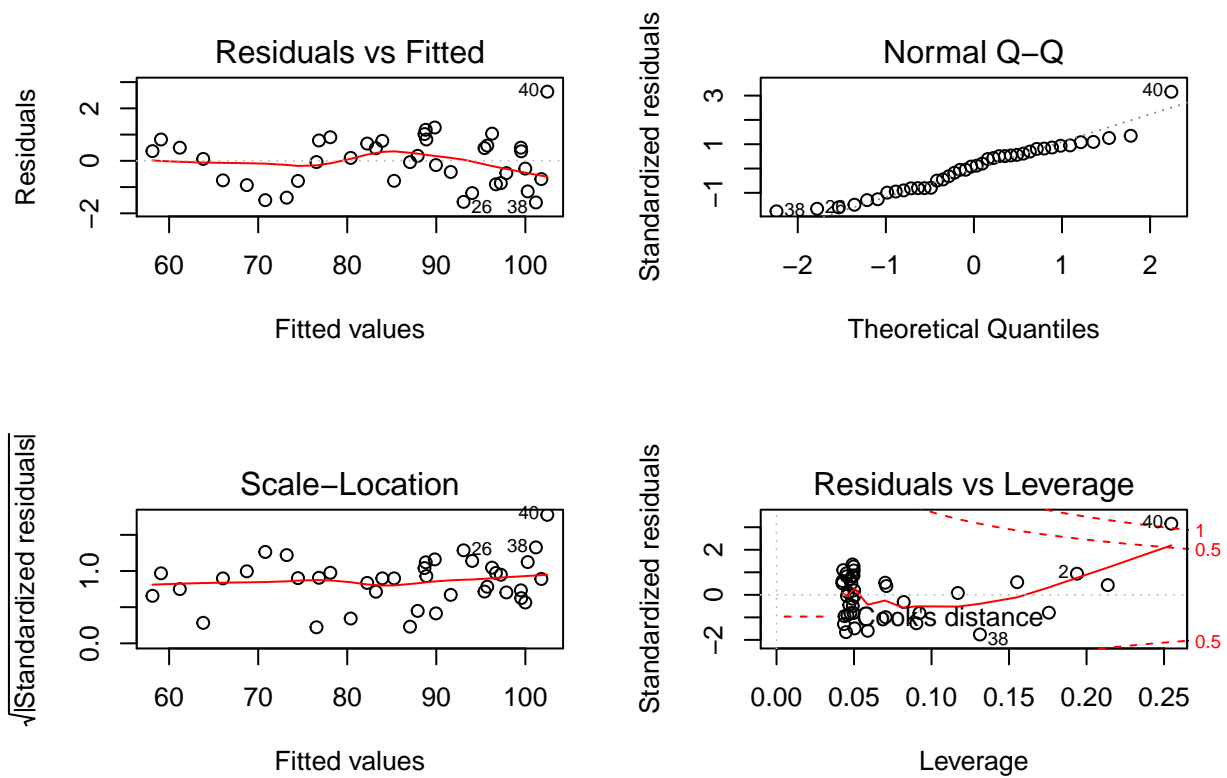 Residuals vs Fitted
Residuals
2
0
−2
60 70 80 90 100
Fitted values
40
26
38
Normal Q−Q
Standardized residuals
3
1
−1
−2 −1 0 1 2
Theoretical Quantiles
40
38
26
Scale−Location
√|Standardized residuals|
1.0
0.0
60 70 80 90 100
Fitted values
40
26
38
Residuals vs Leverage
Standardized residuals
2
0
−2
0.00 0.05 0.10 0.15 0.20 0.25
Leverage
Cook's distance
40
2
38
1
0.5
0.5